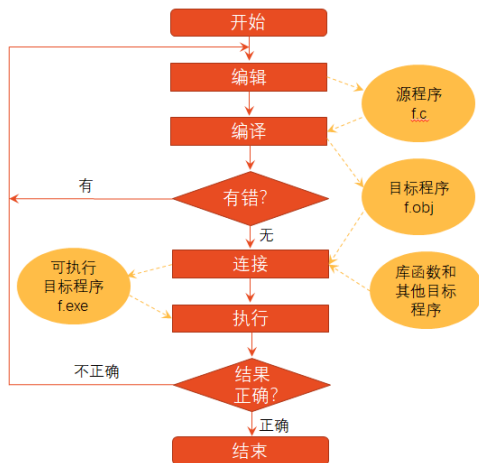 开始
编辑
源程序
f.c
编译
有
有错?
目标程序
f.obj
无
可执行
目标程序
f.exe
连接
库函数和
其他目标
程序
执行
不正确
结果
正确?
正确
结束